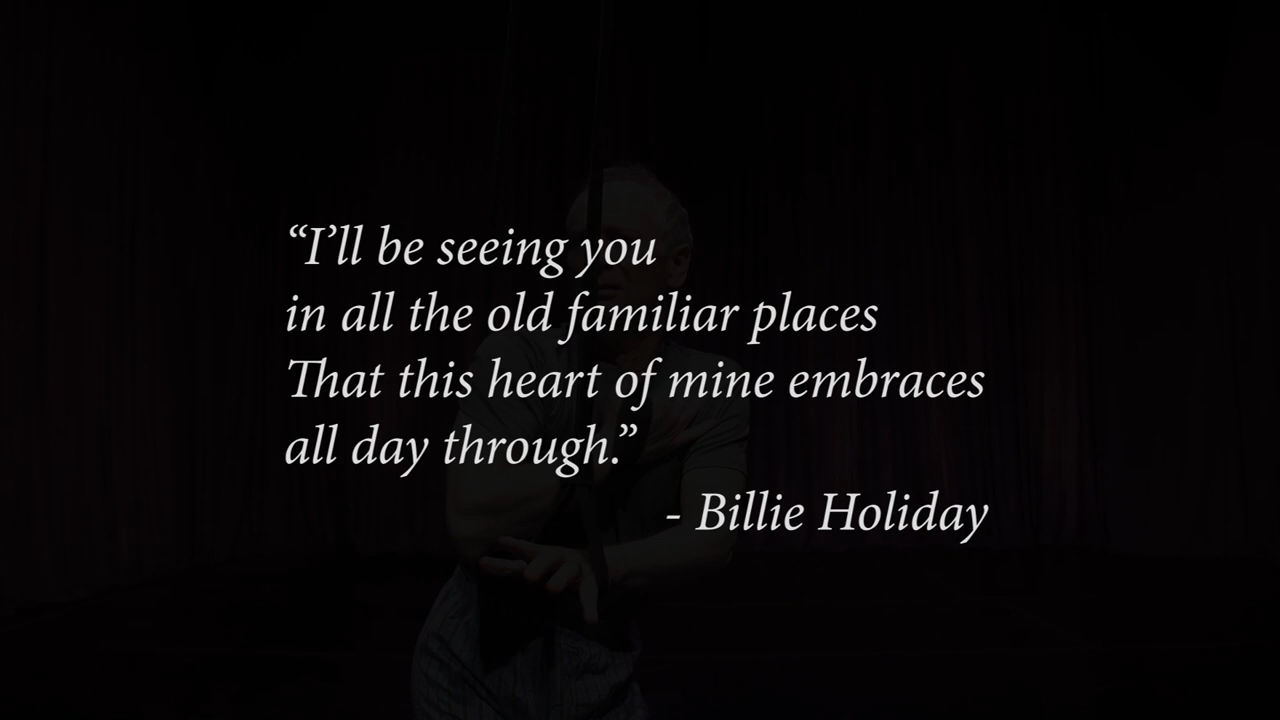 “I’ll be seeing you
in all the old familiar places
That this heart of mine embraces
all day through.”
- Billie Holiday